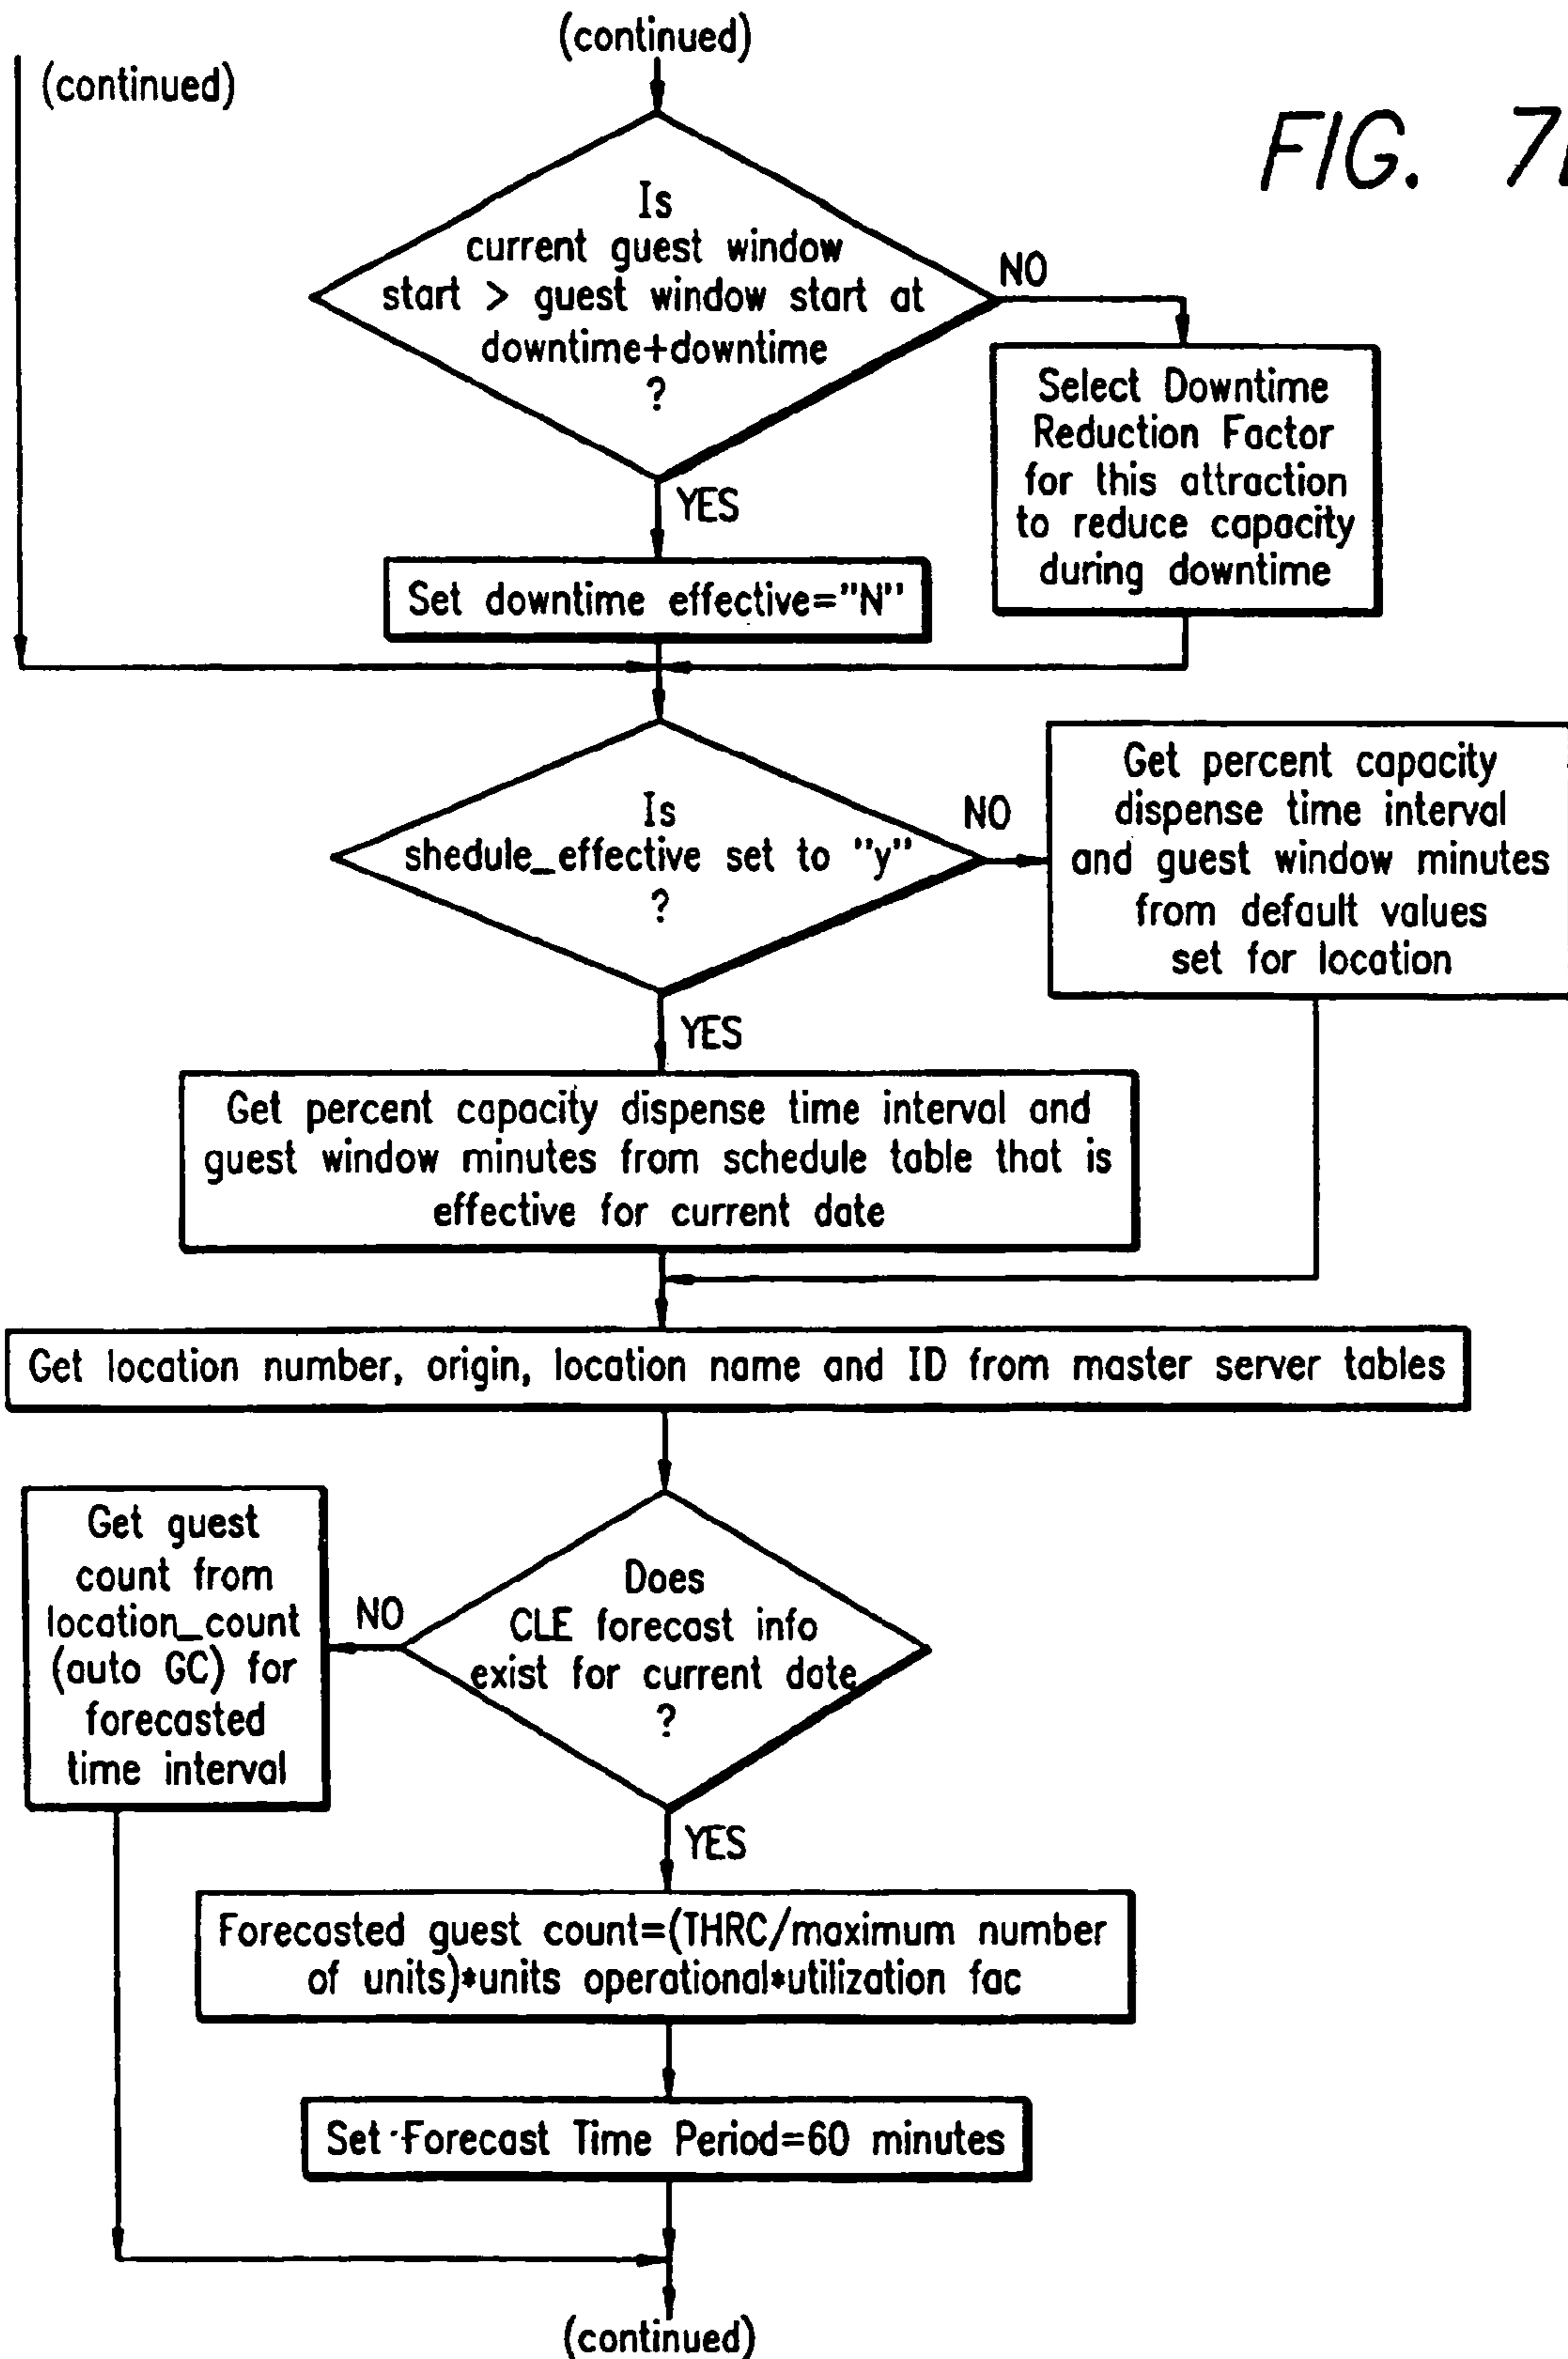 (continued)
(continued)
FIG. 7
Is
current guest window
start > guest window start at
downtime+downtime
?
NO
Select Downtime
Reduction Factor
for this attraction
to reduce capacity
during downtime
YES
Set downtime effective="N"
Is
shedule_effective set to "y"
?
NO
Get percent capacity
dispense time interval
and guest window minutes
from default values
set for location
YES
Get percent capacity dispense time interval and
guest window minutes from schedule table that is
effective for current date
Get location number, origin, location name and ID from master server tables
Does
CLE forecast info
exist for current date
?
NO
Get guest
count from
location_count
(auto GC) for
forecasted
time interval
YES
Forecasted guest count=(THRC/maximum number
of units)*units operational*utilization fac
Set Forecast Time Period=60 minutes
(continued)